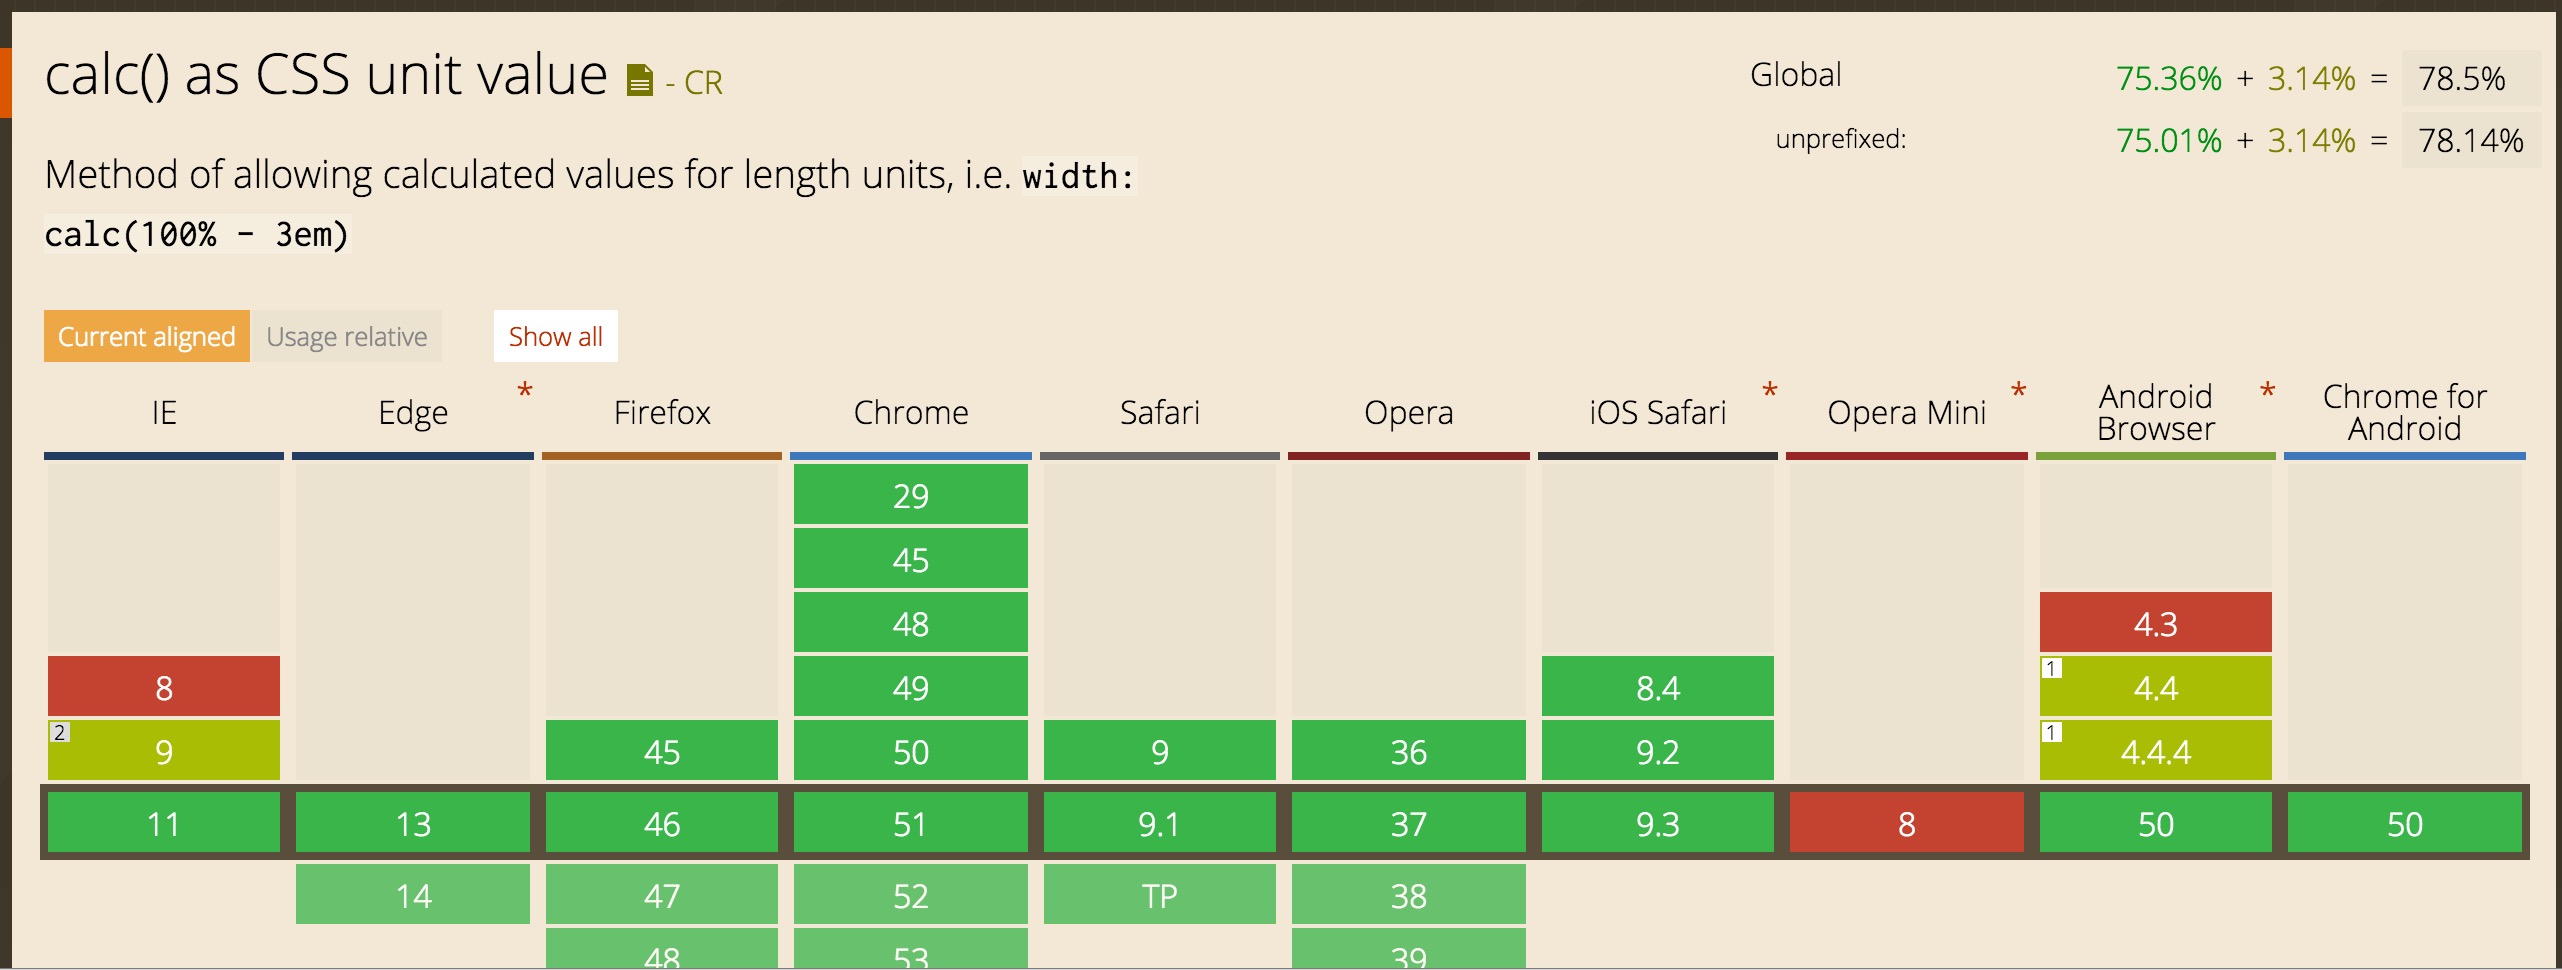 calc() as CSS unit value - CR
Global 75.36% + 3.14% = 78.5%
unprefixed: 75.01% + 3.14% = 78.14%
Method of allowing calculated values for length units, i.e. width:
calc(100% - 3em)
Current aligned Usage relative Show all
IE Edge * Firefox Chrome Safari Opera iOS Safari * Opera Mini * Android Browser * Chrome for Android
29
45
48 4.3
8 49 8.4 1 4.4
2 9 45 50 9 36 9.2 1 4.4.4
11 13 46 51 9.1 37 9.3 8 50 50
14 47 52 TP 38
48 53 39